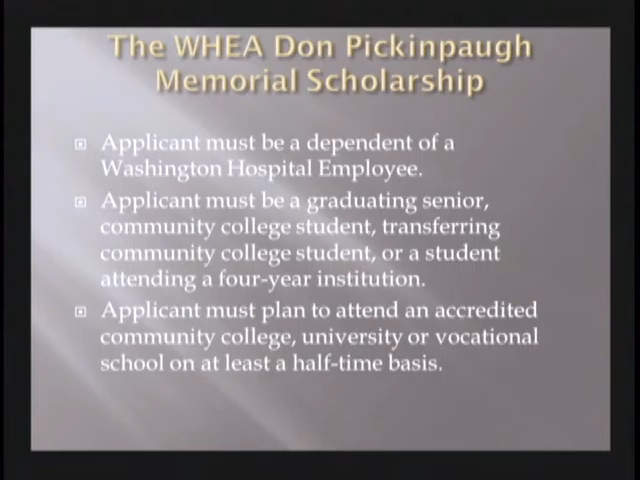 The WHEA Don Pickinpaugh
Memorial Scholarship
Applicant must be a dependent of a
Washington Hospital Employee.
Applicant must be a graduating senior,
community college student, transferring
community college student, or a student
attending a four-year institution.
Applicant must plan to attend an accredited
community college, university or vocational
school on at least a half-time basis.